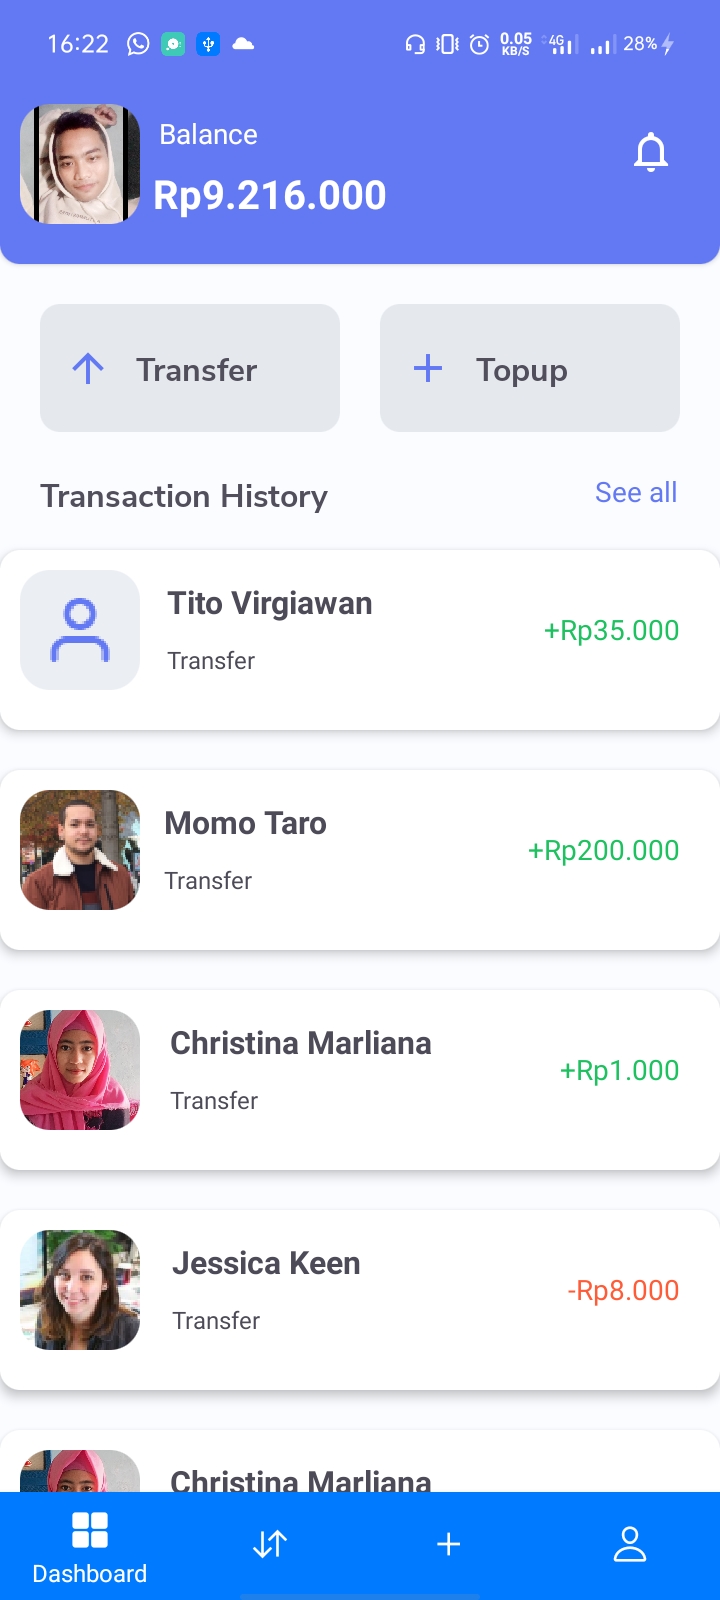 16:22
0.05
KB/S
4G
28%
Balance
Rp9.216.000
Transfer
Topup
Transaction History
See all
Tito Virgiawan
+Rp35.000
Transfer
Momo Taro
+Rp200.000
Transfer
Christina Marliana
+Rp1.000
Transfer
Jessica Keen
-Rp8.000
Transfer
Christina Marliana
Dashboard